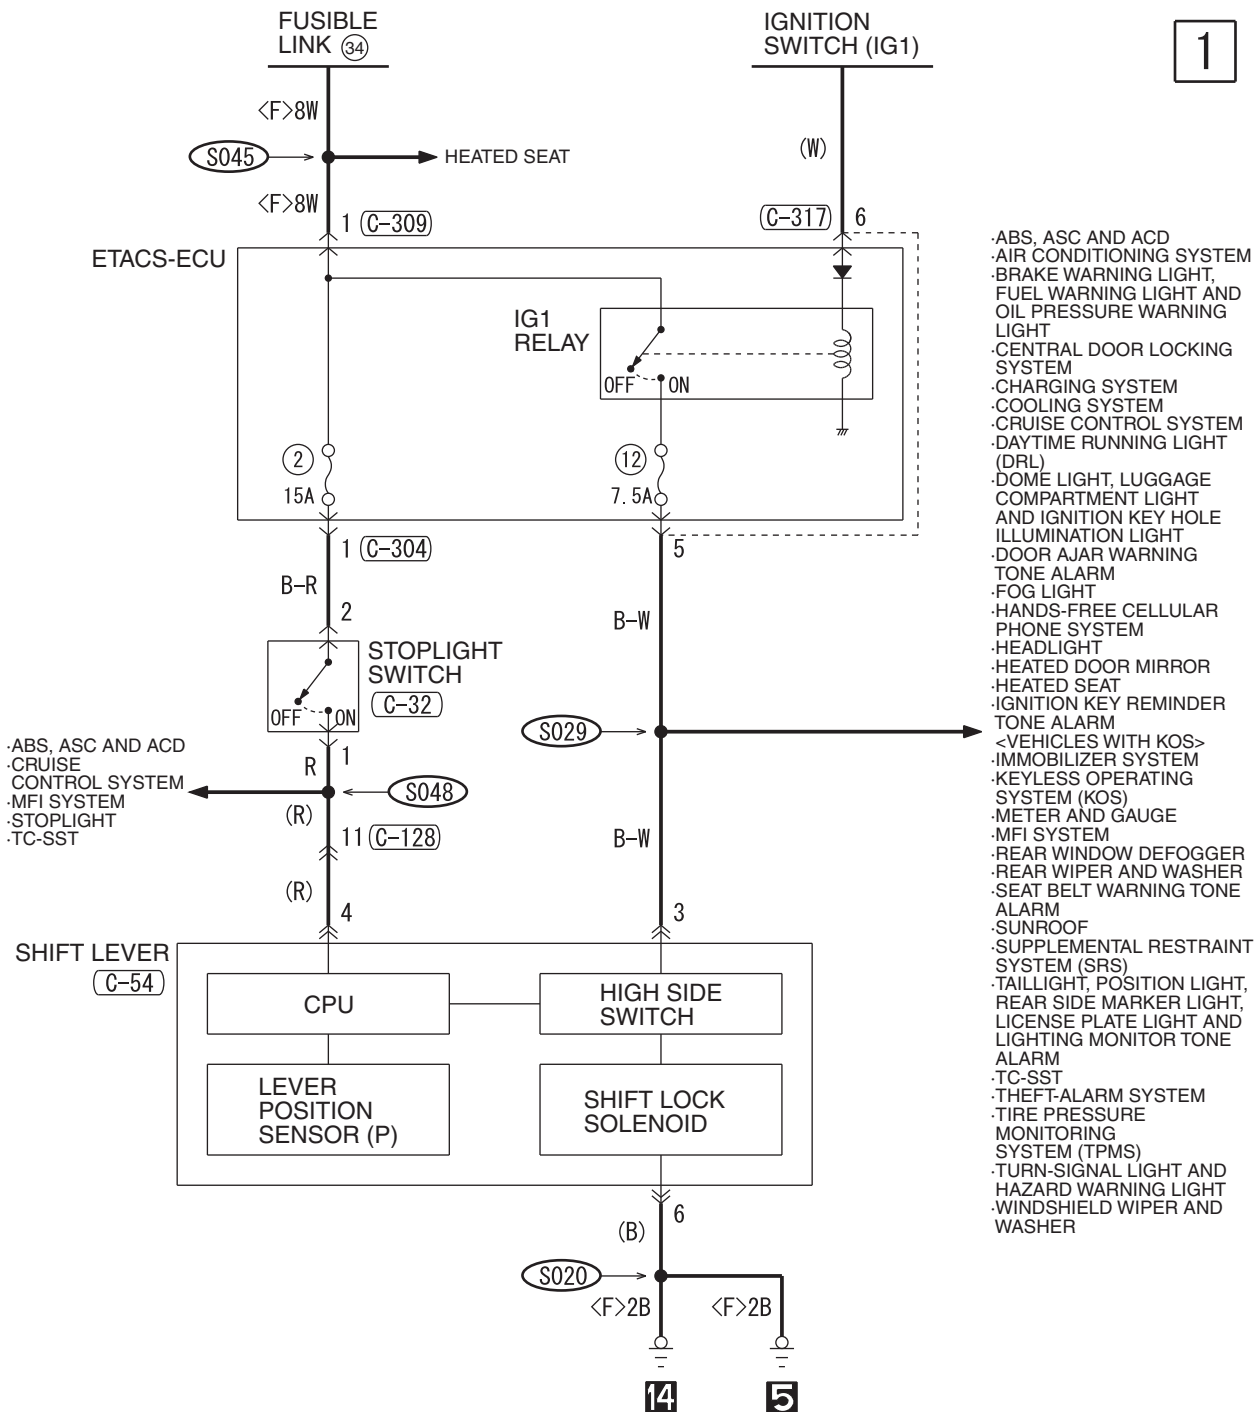 FUSIBLE
LINK 34
IGNITION
SWITCH (IG1)
1
<F>8W
S045
HEATED SEAT
(W)
<F>8W
1 C-309
C-317 6
ETACS-ECU
IG1
RELAY
OFF ON
2
15A
12
7.5A
1 C-304
5
B-R
2
B-W
STOPLIGHT
SWITCH
C-32
OFF ON
1
R
S029
·ABS, ASC AND ACD
·CRUISE
CONTROL SYSTEM
·MFI SYSTEM
·STOPLIGHT
·TC-SST
S048
(R)
11 C-128
B-W
(R)
4
3
SHIFT LEVER
C-54
CPU
HIGH SIDE
SWITCH
LEVER
POSITION
SENSOR (P)
SHIFT LOCK
SOLENOID
6
(B)
S020
<F>2B
<F>2B
14
5
·ABS, ASC AND ACD
·AIR CONDITIONING SYSTEM
·BRAKE WARNING LIGHT,
FUEL WARNING LIGHT AND
OIL PRESSURE WARNING
LIGHT
·CENTRAL DOOR LOCKING
SYSTEM
·CHARGING SYSTEM
·COOLING SYSTEM
·CRUISE CONTROL SYSTEM
·DAYTIME RUNNING LIGHT
(DRL)
·DOME LIGHT, LUGGAGE
COMPARTMENT LIGHT
AND IGNITION KEY HOLE
ILLUMINATION LIGHT
·DOOR AJAR WARNING
TONE ALARM
·FOG LIGHT
·HANDS-FREE CELLULAR
PHONE SYSTEM
·HEADLIGHT
·HEATED DOOR MIRROR
·HEATED SEAT
·IGNITION KEY REMINDER
TONE ALARM
<VEHICLES WITH KOS>
·IMMOBILIZER SYSTEM
·KEYLESS OPERATING
SYSTEM (KOS)
·METER AND GAUGE
·MFI SYSTEM
·REAR WINDOW DEFOGGER
·REAR WIPER AND WASHER
·SEAT BELT WARNING TONE
ALARM
·SUNROOF
·SUPPLEMENTAL RESTRAINT
SYSTEM (SRS)
·TAILLIGHT, POSITION LIGHT,
REAR SIDE MARKER LIGHT,
LICENSE PLATE LIGHT AND
LIGHTING MONITOR TONE
ALARM
·TC-SST
·THEFT-ALARM SYSTEM
·TIRE PRESSURE
MONITORING
SYSTEM (TPMS)
·TURN-SIGNAL LIGHT AND
HAZARD WARNING LIGHT
·WINDSHIELD WIPER AND
WASHER